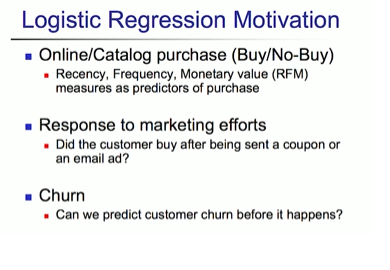 Logistic Regression Motivation
Online/Catalog purchase (Buy/No-Buy)
Recency, Frequency, Monetary value (RFM)
measures as predictors of purchase
Response to marketing efforts
Did the customer buy after being sent a coupon or
an email ad?
Churn
Can we predict customer churn before it happens?